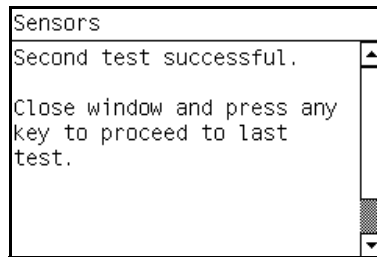 Sensors
Second test successful.
Close window and press any
key to proceed to last
test.